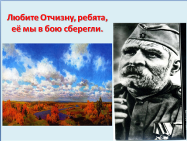 Любите Отчизну, ребята,
её мы в бою сберегли.